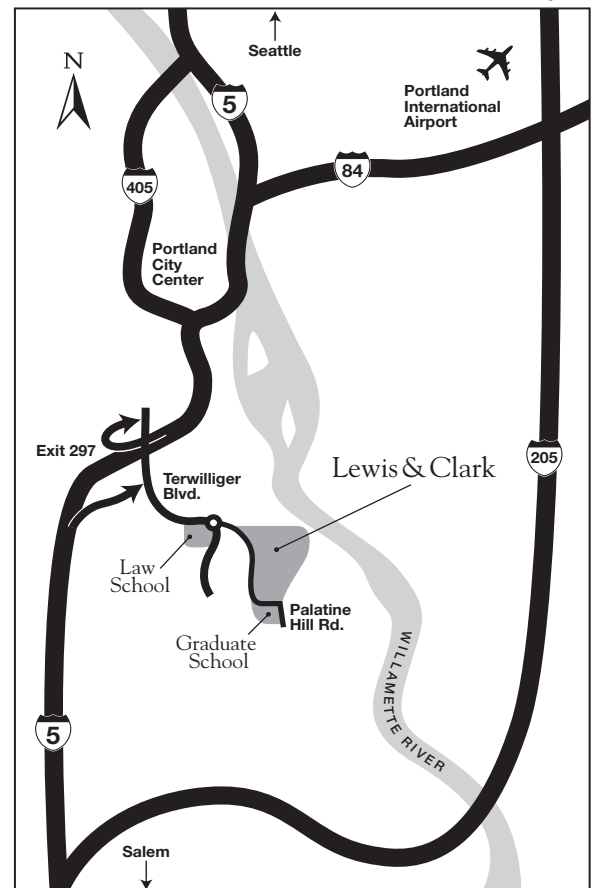 Seattle
N
Portland
International
Airport
5
84
405
Portland
City
Center
Exit 297
Terwilliger
Blvd.
Lewis & Clark
205
Law
School
Palatine
Hill Rd.
Graduate
School
WILLAMETTE RIVER
5
Salem